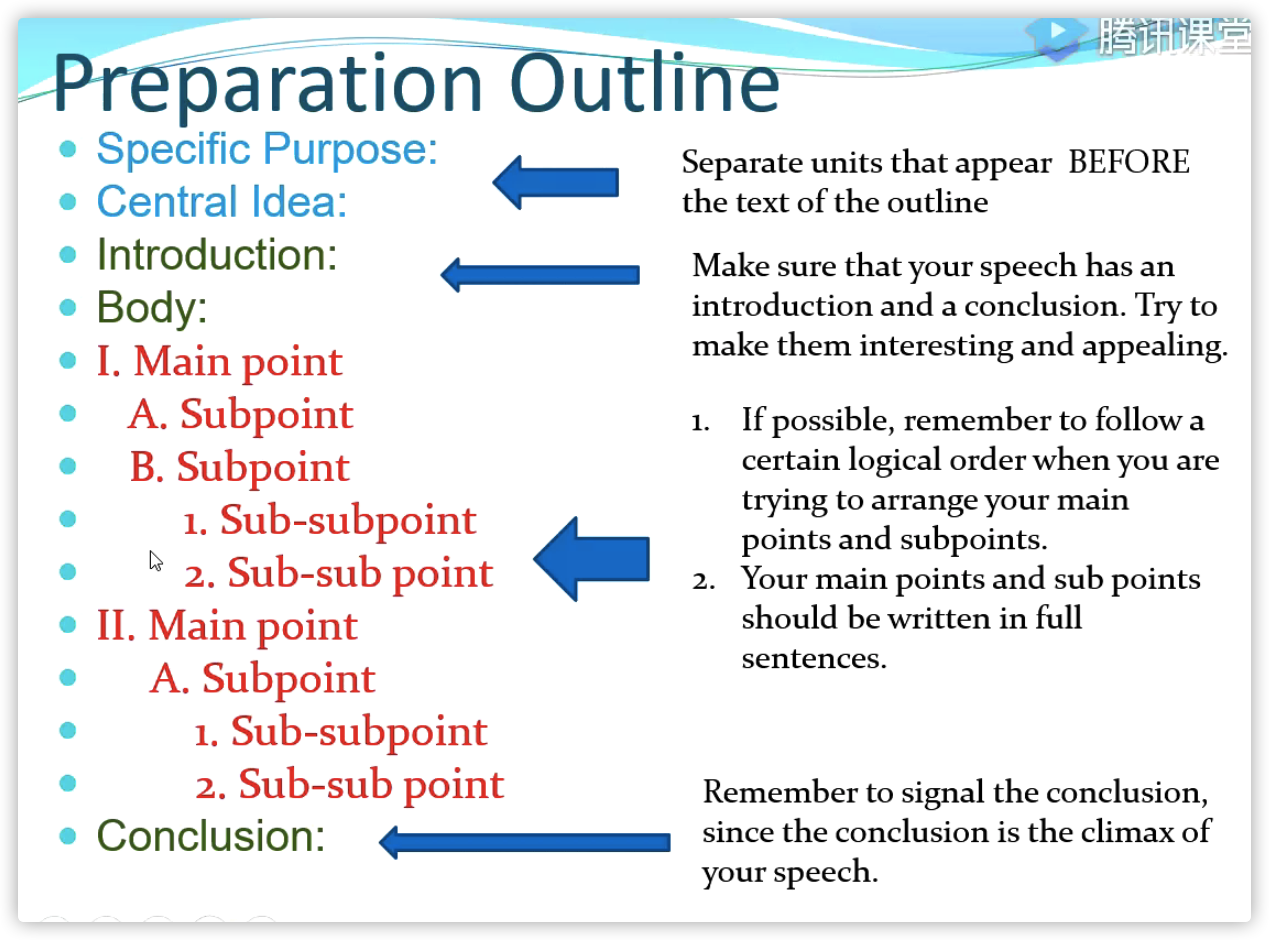 腾讯课堂
Preparation Outline
Specific Purpose:
Central Idea:
Separate units that appear BEFORE
the text of the outline
Introduction:
Body:
Make sure that your speech has an
introduction and a conclusion. Try to
make them interesting and appealing.
I. Main point
A. Subpoint
B. Subpoint
1. Sub-subpoint
2. Sub-sub point
II. Main point
A. Subpoint
1. Sub-subpoint
2. Sub-sub point
1. If possible, remember to follow a
certain logical order when you are
trying to arrange your main
points and subpoints.
2. Your main points and sub points
should be written in full
sentences.
Conclusion:
Remember to signal the conclusion,
since the conclusion is the climax of
your speech.